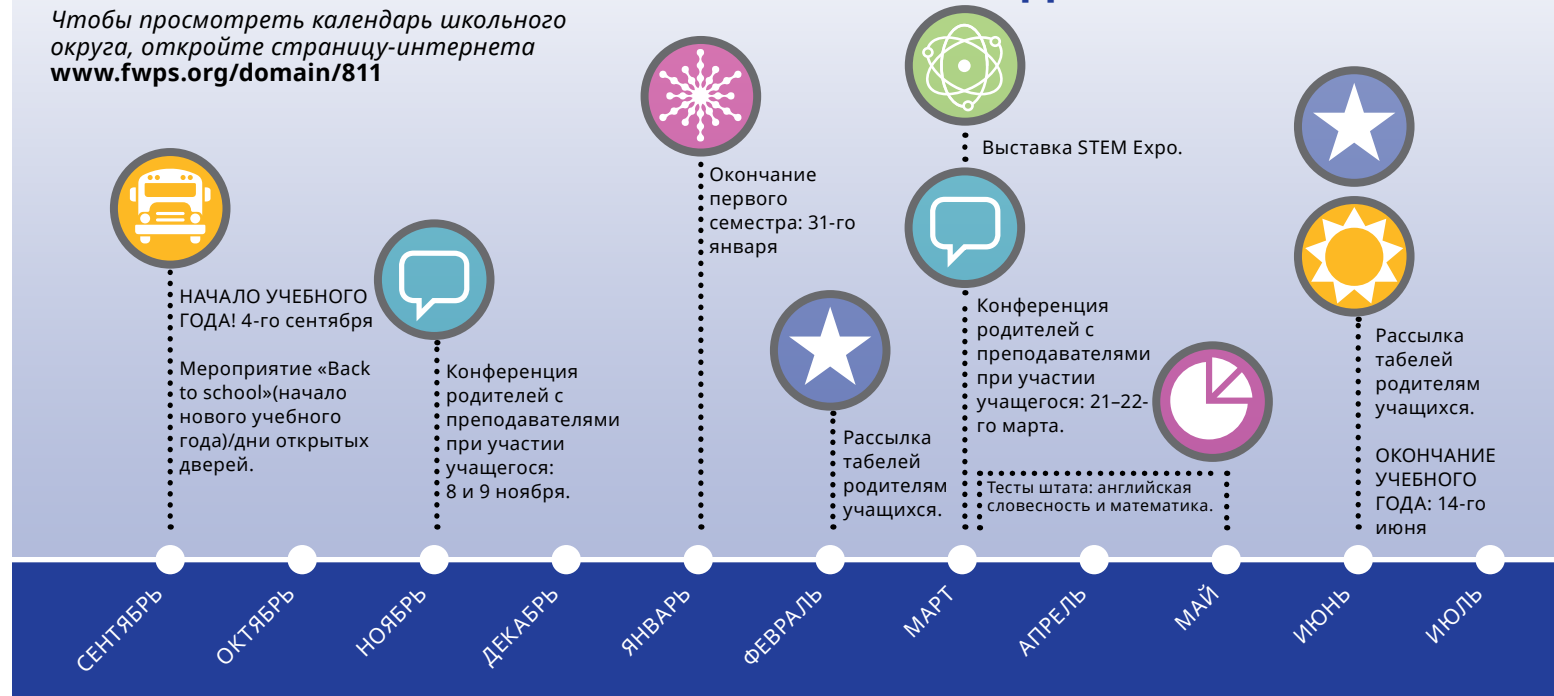 Чтобы просмотреть календарь школьного
округа, откройте страницу-интернета
www.fwps.org/domain/811
НАЧАЛО УЧЕБНОГО
ГОДА! 4-го сентября
Мероприятие «Back
to school»(начало
нового учебного
года)/дни открытых
дверей.
Конференция
родителей с
преподавателями
при участии
учащегося:
8 и 9 ноября.
Окончание
первого
семестра: 31-го
января
Рассылка
табелей
родителям
учащихся.
Выставка STEM Expo.
Конференция
родителей с
преподавателями
при участии
учащегося: 21–22-
го марта.
Тесты штата: английская
словесность и математика.
Рассылка
табелей
родителям
учащихся.
ОКОНЧАНИЕ
УЧЕБНОГО
ГОДА: 14-го
июня
СЕНТЯБРЬ
ОКТЯБРЬ
НОЯБРЬ
ДЕКАБРЬ
ЯНВАРЬ
ФЕВРАЛЬ
МАРТ
АПРЕЛЬ
МАЙ
ИЮНЬ
ИЮЛЬ